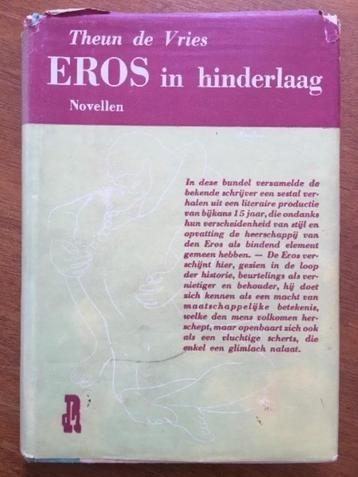 Theun de Vries
EROS in hinderlaag
Novellen
In deze bundel verzamelde de
bekende schrijver een zestal ver-
halen uit een literaire productie
van bijkans 15 jaar, die ondanks
hun verscheidenheid van stijl en
opvatting de heerschappij van
den Eros als bindend element
gemeen hebben. — De Eros ver-
schijnt hier, gezien in de loop
der historie, beurtelings als ver-
nietiger en behouder, hij doet
zich kennen als een macht van
maatschappelijke betekenis,
welke den mens volkomen her-
schept, maar openbaart zich ook
als een vluchtige scherts, die
enkel een glimlach nalaat.